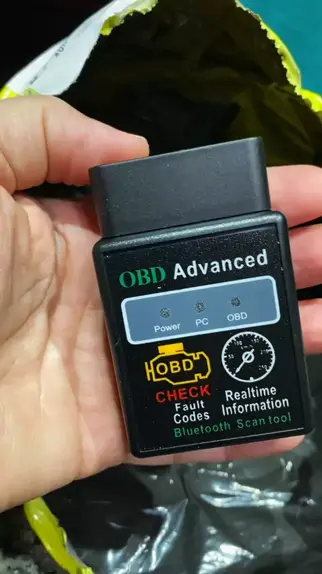 OBD Advanced
Power PC OBD
OBD
CHECK
Fault
Codes
Realtime
Information
Bluetooth Scan tool